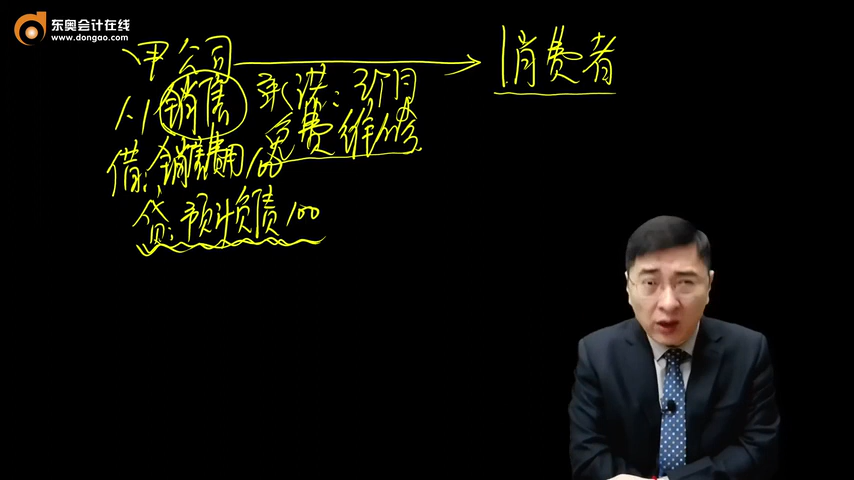 东奥会计在线
www.dongao.com
甲公司 消费者
1、销售 承诺：3个月
免费维修
借：销售费用 100
贷：预计负债 100